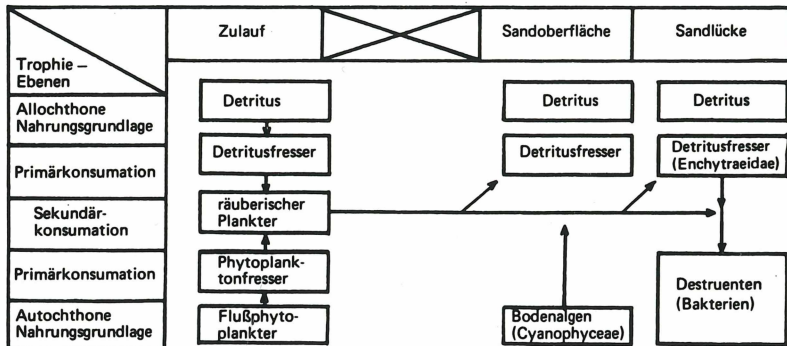 Zulauf
Sandoberfläche
Sandlücke
Trophie –
Ebenen
Allochthone
Nahrungsgrundlage
Detritus
Detritus
Detritus
Primärkonsumation
Detritusfresser
Detritusfresser
Detritusfresser
(Enchytraeidae)
Sekundär-
konsumation
räuberischer
Plankter
Primärkonsumation
Phytoplank-
tonfresser
Destruenten
(Bakterien)
Autochthone
Nahrungsgrundlage
Flußphyto-
plankter
Bodenalgen
(Cyanophyceae)